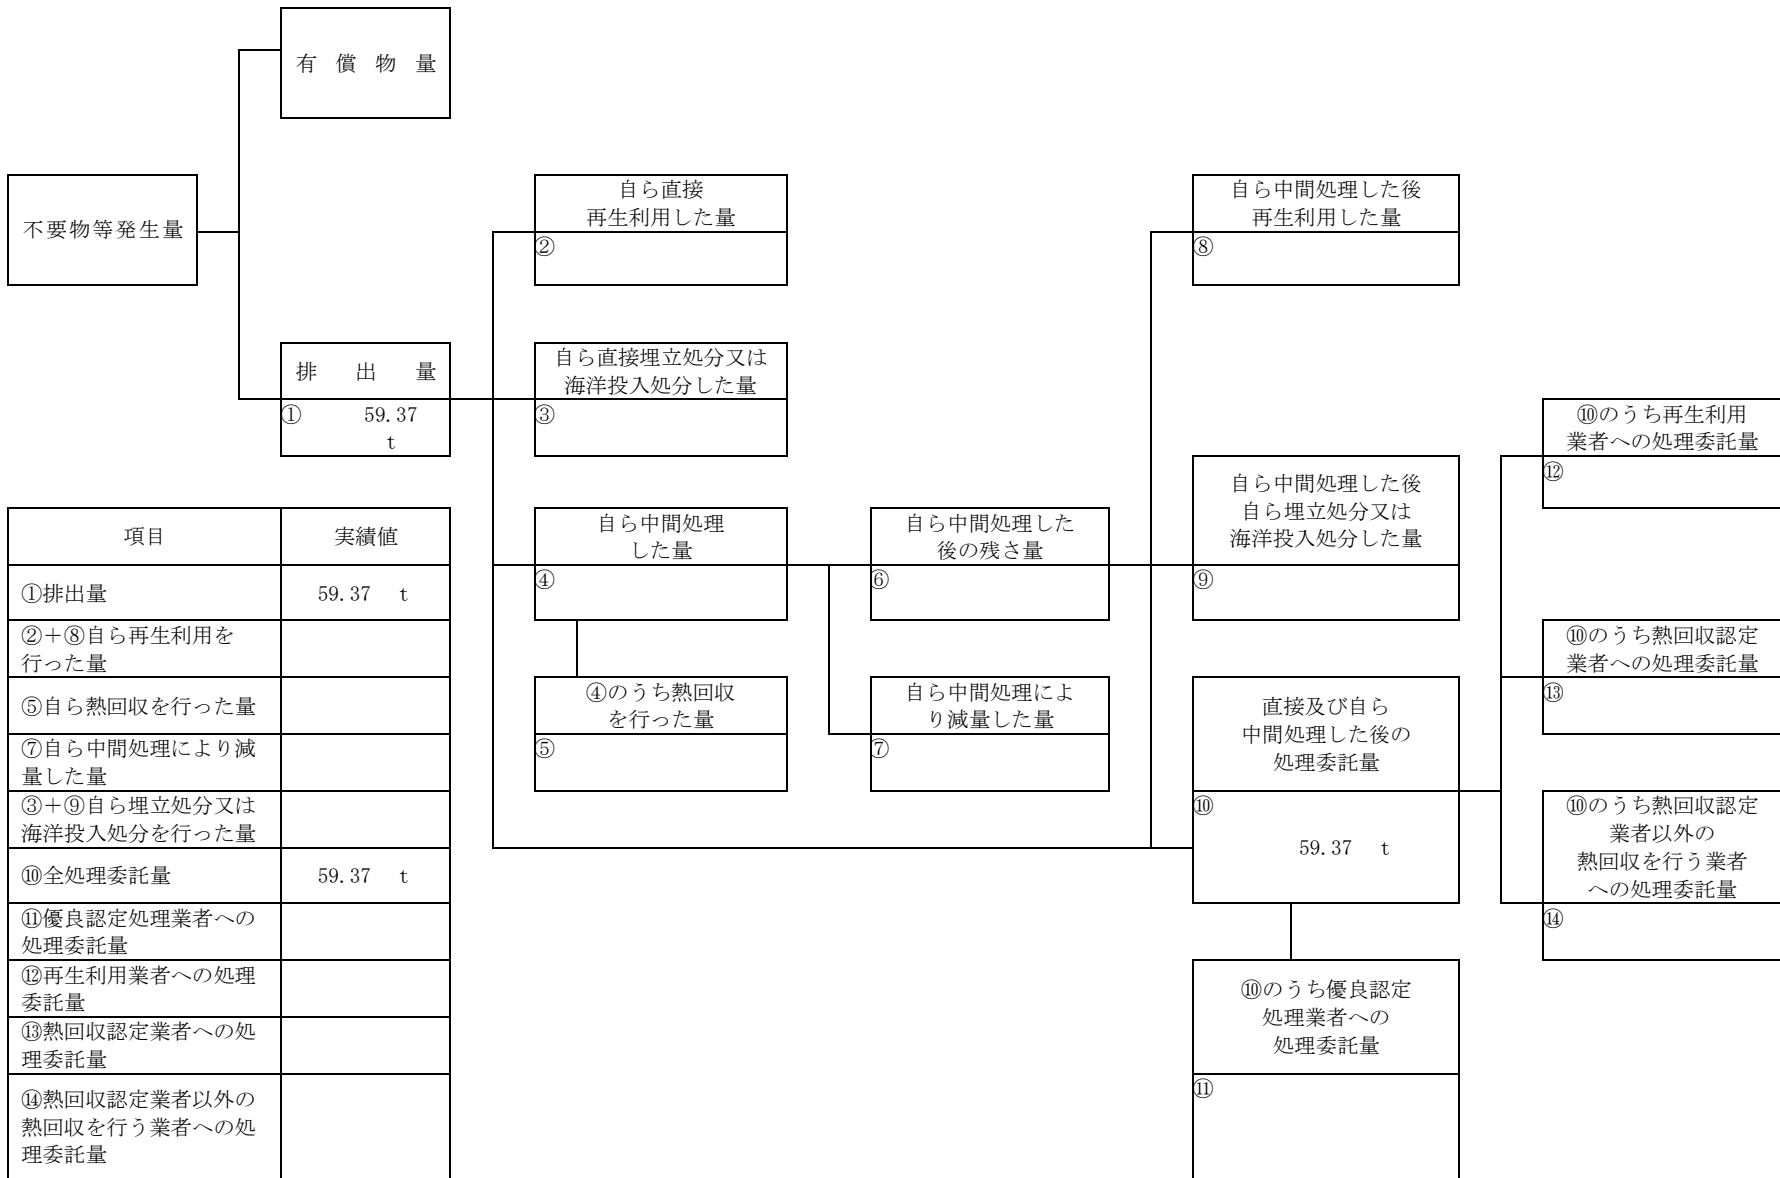 有　償　物　量
不要物等発生量
自ら直接
再生利用した量
②
自ら中間処理した後
再生利用した量
⑧
排　出　量
①　59.37
t
自ら直接埋立処分又は
海洋投入処分した量
③
自ら中間処理
した量
④
自ら中間処理した
後の残さ量
⑥
自ら中間処理した後
自ら埋立処分又は
海洋投入処分した量
⑨
⑩のうち再生利用
業者への処理委託量
⑫
④のうち熱回収
を行った量
⑤
自ら中間処理によ
り減量した量
⑦
直接及び自ら
中間処理した後の
処理委託量
⑩
59.37　t
⑩のうち熱回収認定
業者への処理委託量
⑬
⑩のうち熱回収認定
業者以外の
熱回収を行う業者
への処理委託量
⑭
⑩のうち優良認定
処理業者への
処理委託量
⑪
項目　実績値
①排出量　59.37　t
②＋⑧自ら再生利用を
行った量
⑤自ら熱回収を行った量
⑦自ら中間処理により減
量した量
③＋⑨自ら埋立処分又は
海洋投入処分を行った量
⑩全処理委託量　59.37　t
⑪優良認定処理業者への
処理委託量
⑫再生利用業者への処理
委託量
⑬熱回収認定業者への処
理委託量
⑭熱回収認定業者以外の
熱回収を行う業者への処
理委託量